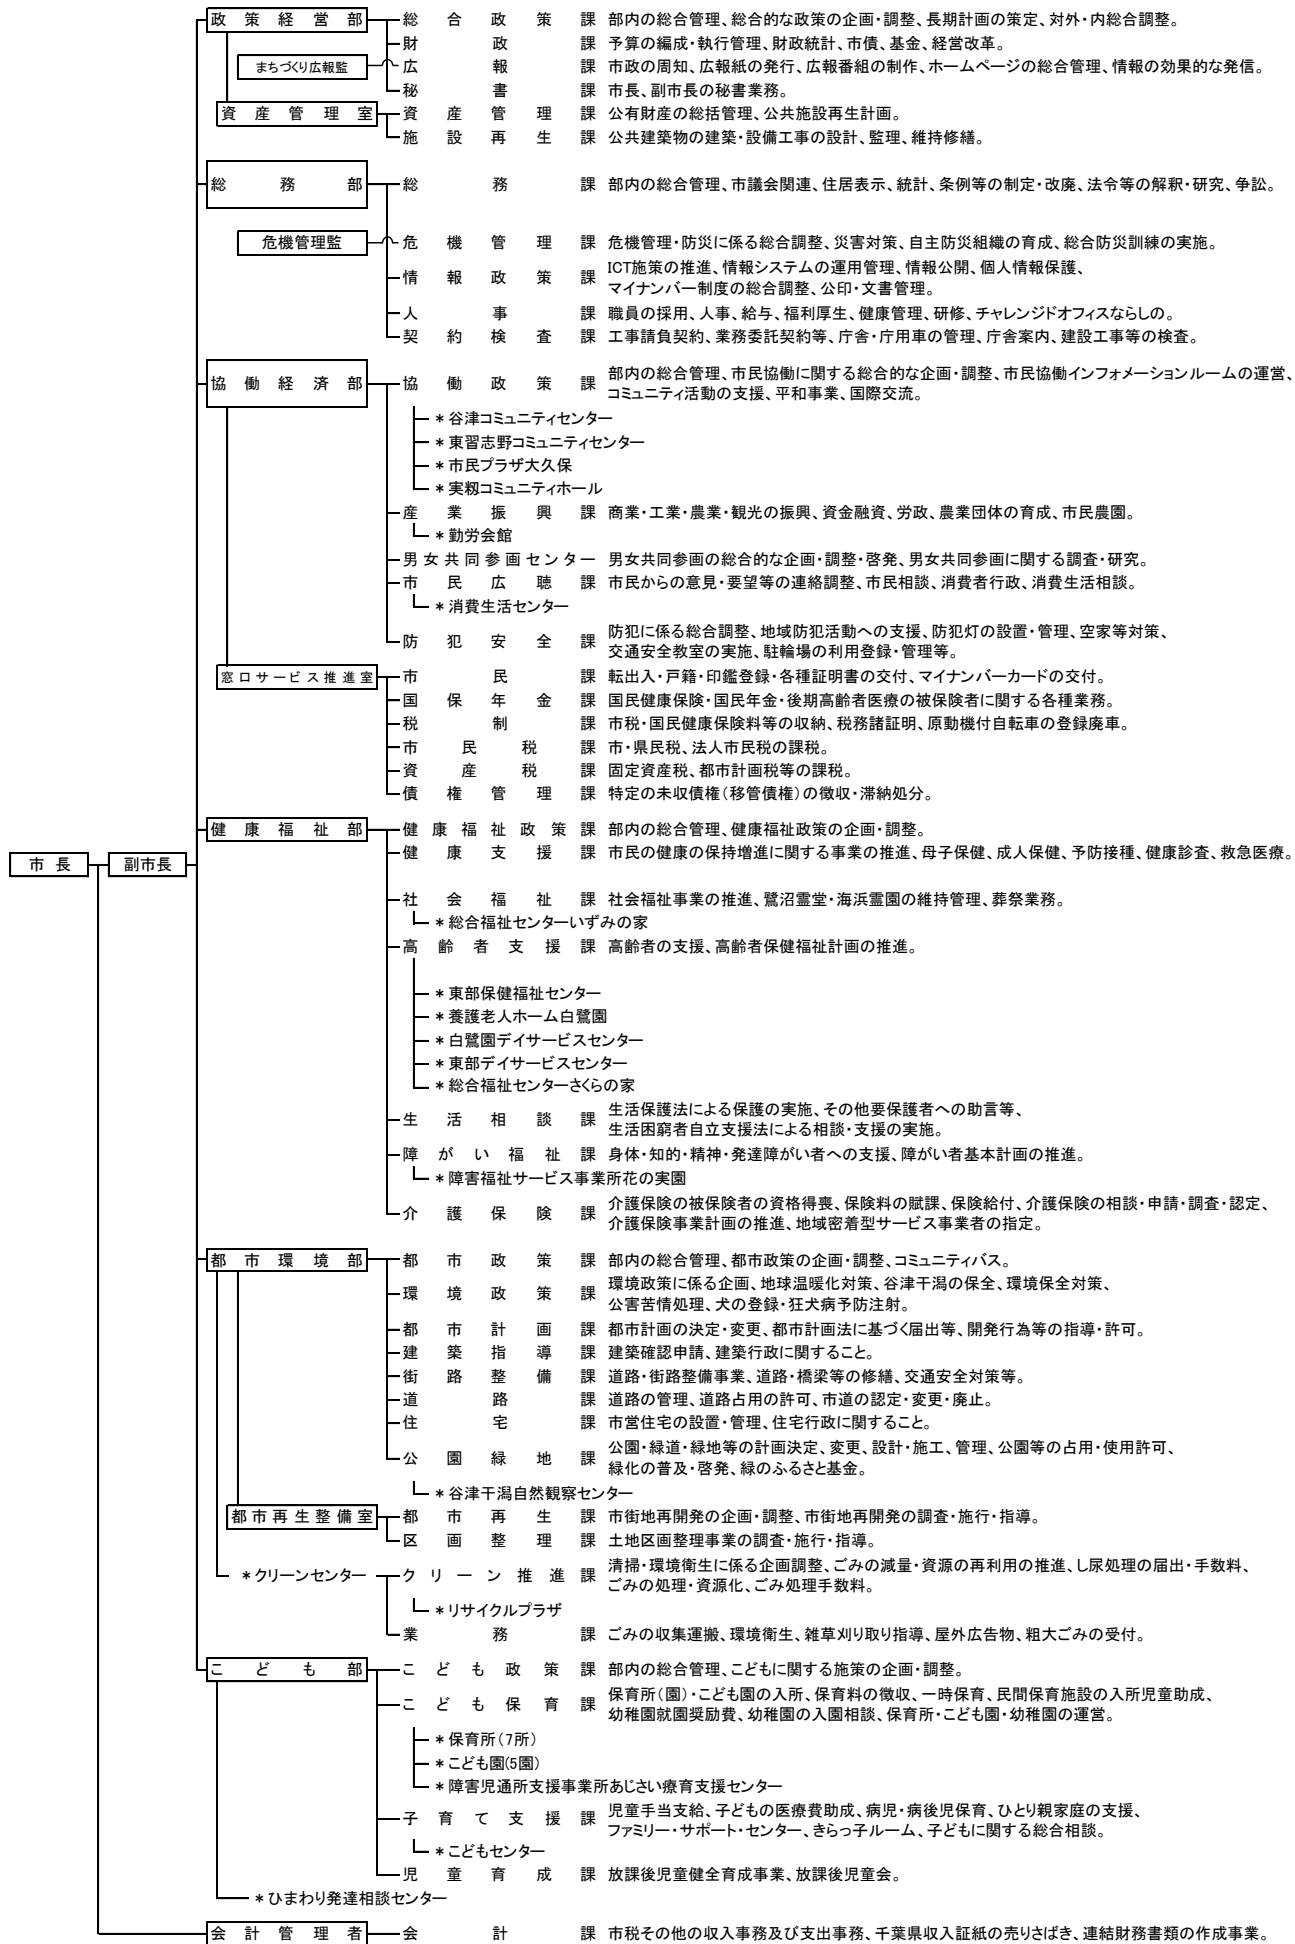 政策経営部 総合政策課 部内の総合管理、総合的な政策の企画・調整、長期計画の策定、対外・内総合調整。
財政課 予算の編成・執行管理、財政統計、市債、基金、経営改革。
まちづくり広報監 広報課 市政の周知、広報紙の発行、広報番組の制作、ホームページの総合管理、情報の効果的な発信。
秘書課 市長、副市長の秘書業務。
資産管理室 資産管理課 公有財産の総括管理、公共施設再生計画。
施設再生課 公共建築物の建築・設備工事の設計、監理、維持修繕。
総務部 総務課 部内の総合管理、市議会関連、住居表示、統計、条例等の制定・改廃、法令等の解釈・研究、争訟。
危機管理監 危機管理課 危機管理・防災に係る総合調整、災害対策、自主防災組織の育成、総合防災訓練の実施。
情報政策課 ICT施策の推進、情報システムの運用管理、情報公開、個人情報保護、
マイナンバー制度の総合調整、公印・文書管理。
人事課 職員の採用、人事、給与、福利厚生、健康管理、研修、チャレンジドオフィスならしの。
契約検査課 工事請負契約、業務委託契約等、庁舎・庁用車の管理、庁舎案内、建設工事等の検査。
協働経済部 協働政策課 部内の総合管理、市民協働に関する総合的な企画・調整、市民協働インフォメーションルームの運営、
コミュニティ活動の支援、平和事業、国際交流。
＊谷津コミュニティセンター
＊東習志野コミュニティセンター
＊市民プラザ大久保
＊実籾コミュニティホール
産業振興課 商業・工業・農業・観光の振興、資金融資、労政、農業団体の育成、市民農園。
＊勤労会館
男女共同参画センター 男女共同参画の総合的な企画・調整・啓発、男女共同参画に関する調査・研究。
市民広聴課 市民からの意見・要望等の連絡調整、市民相談、消費者行政、消費生活相談。
＊消費生活センター
防犯安全課 防犯に係る総合調整、地域防犯活動への支援、防犯灯の設置・管理、空家等対策、
交通安全教室の実施、駐輪場の利用登録・管理等。
窓口サービス推進室 市民課 転出入・戸籍・印鑑登録・各種証明書の交付、マイナンバーカードの交付。
国保年金課 国民健康保険・国民年金・後期高齢者医療の被保険者に関する各種業務。
税制課 市税・国民健康保険料等の収納、税務諸証明、原動機付自転車の登録廃車。
市民税課 市・県民税、法人市民税の課税。
資産税課 固定資産税、都市計画税等の課税。
債権管理課 特定の未収債権（移管債権）の徴収・滞納処分。
健康福祉部 健康福祉政策課 部内の総合管理、健康福祉政策の企画・調整。
市長 副市長 健康支援課 市民の健康の保持増進に関する事業の推進、母子保健、成人保健、予防接種、健康診査、救急医療。
社会福祉課 社会福祉事業の推進、鷺沼霊堂・海浜霊園の維持管理、葬祭業務。
＊総合福祉センターいずみの家
高齢者支援課 高齢者の支援、高齢者保健福祉計画の推進。
＊東部保健福祉センター
＊養護老人ホーム白鷺園
＊白鷺園デイサービスセンター
＊東部デイサービスセンター
＊総合福祉センターさくらの家
生活相談課 生活保護法による保護の実施、その他要保護者への助言等、
生活困窮者自立支援法による相談・支援の実施。
障がい福祉課 身体・知的・精神・発達障がい者への支援、障がい者基本計画の推進。
＊障害福祉サービス事業所花の実園
介護保険課 介護保険の被保険者の資格得喪、保険料の賦課、保険給付、介護保険の相談・申請・調査・認定、
介護保険事業計画の推進、地域密着型サービス事業者の指定。
都市環境部 都市政策課 部内の総合管理、都市政策の企画・調整、コミュニティバス。
環境政策課 環境政策に係る企画、地球温暖化対策、谷津干潟の保全、環境保全対策、
公害苦情処理、犬の登録・狂犬病予防注射。
都市計画課 都市計画の決定・変更、都市計画法に基づく届出等、開発行為等の指導・許可。
建築指導課 建築確認申請、建築行政に関すること。
街路整備課 道路・街路整備事業、道路・橋梁等の修繕、交通安全対策等。
道路課 道路の管理、道路占用の許可、市道の認定・変更・廃止。
住宅課 市営住宅の設置・管理、住宅行政に関すること。
公園緑地課 公園・緑道・緑地等の計画決定、変更、設計・施工、管理、公園等の占用・使用許可、
緑化の普及・啓発、緑のふるさと基金。
＊谷津干潟自然観察センター
都市再生整備室 都市再生課 市街地再開発の企画・調整、市街地再開発の調査・施行・指導。
区画整理課 土地区画整理事業の調査・施行・指導。
＊クリーンセンター クリーン推進課 清掃・環境衛生に係る企画調整、ごみの減量・資源の再利用の推進、し尿処理の届出・手数料、
ごみの処理・資源化、ごみ処理手数料。
＊リサイクルプラザ
業務課 ごみの収集運搬、環境衛生、雑草刈り取り指導、屋外広告物、粗大ごみの受付。
こども部 こども政策課 部内の総合管理、こどもに関する施策の企画・調整。
こども保育課 保育所（園）・こども園の入所、保育料の徴収、一時保育、民間保育施設の入所児童助成、
幼稚園就園奨励費、幼稚園の入園相談、保育所・こども園・幼稚園の運営。
＊保育所（7所）
＊こども園(5園)
＊障害児通所支援事業所あじさい療育支援センター
子育て支援課 児童手当支給、子どもの医療費助成、病児・病後児保育、ひとり親家庭の支援、
ファミリー・サポート・センター、きらっ子ルーム、子どもに関する総合相談。
＊こどもセンター
児童育成課 放課後児童健全育成事業、放課後児童会。
＊ひまわり発達相談センター
会計管理者 会計課 市税その他の収入事務及び支出事務、千葉県収入証紙の売りさばき、連結財務書類の作成事業。